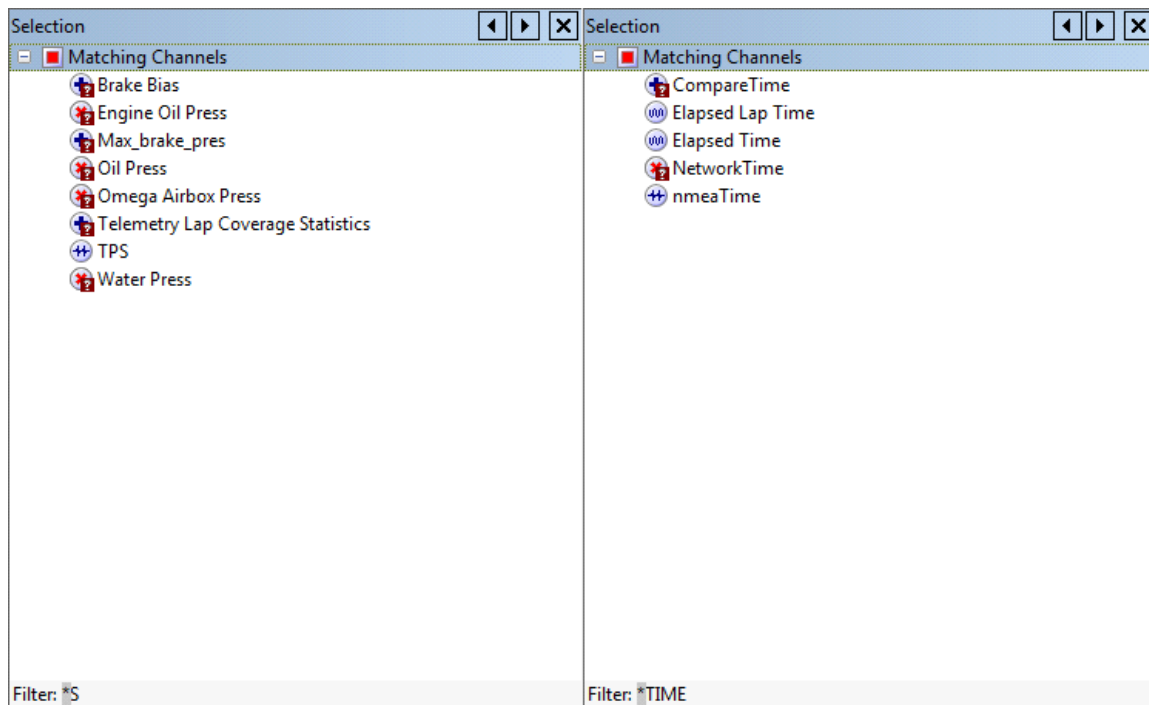 Selection
Matching Channels
Brake Bias
Engine Oil Press
Max_brake_pres
Oil Press
Omega Airbox Press
Telemetry Lap Coverage Statistics
TPS
Water Press
Filter: *S
Selection
Matching Channels
CompareTime
Elapsed Lap Time
Elapsed Time
NetworkTime
nmeaTime
Filter: *TIME